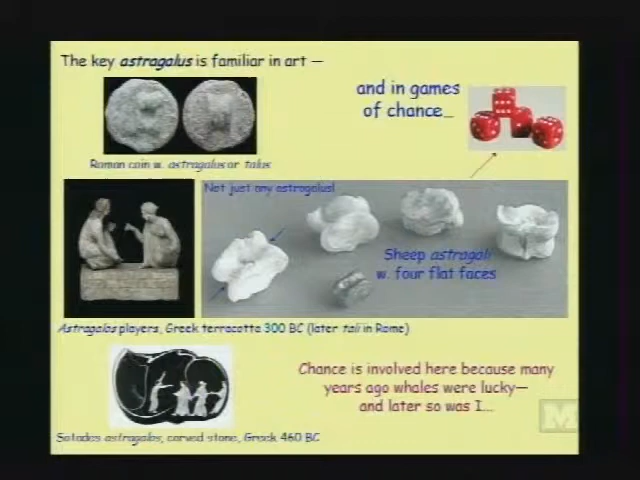 The key astragalus is familiar in art —
and in games
of chance...
Roman coin w. astragalus or talus
Not just any astragalus!
Sheep astragali
w. four flat faces
Astragalos players, Greek terracotta 300 BC (later tali in Rome)
Chance is involved here because many
years ago whales were lucky—
and later so was I...
M
Sotades astragalos, carved stone, Greek 460 BC